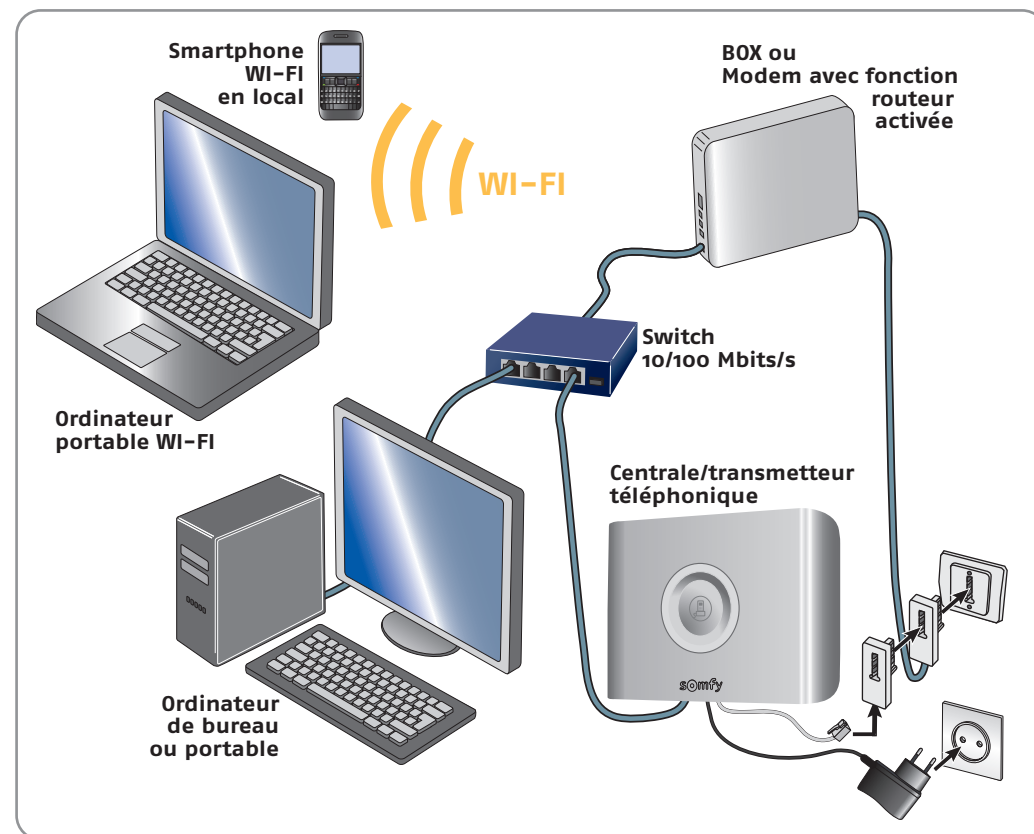 Smartphone
WI-FI
en local
BOX ou
Modem avec fonction
routeur
activée
WI-FI
Switch
10/100 Mbits/s
Ordinateur
portable WI-FI
Centrale/transmetteur
téléphonique
somfy
Ordinateur
de bureau
ou portable